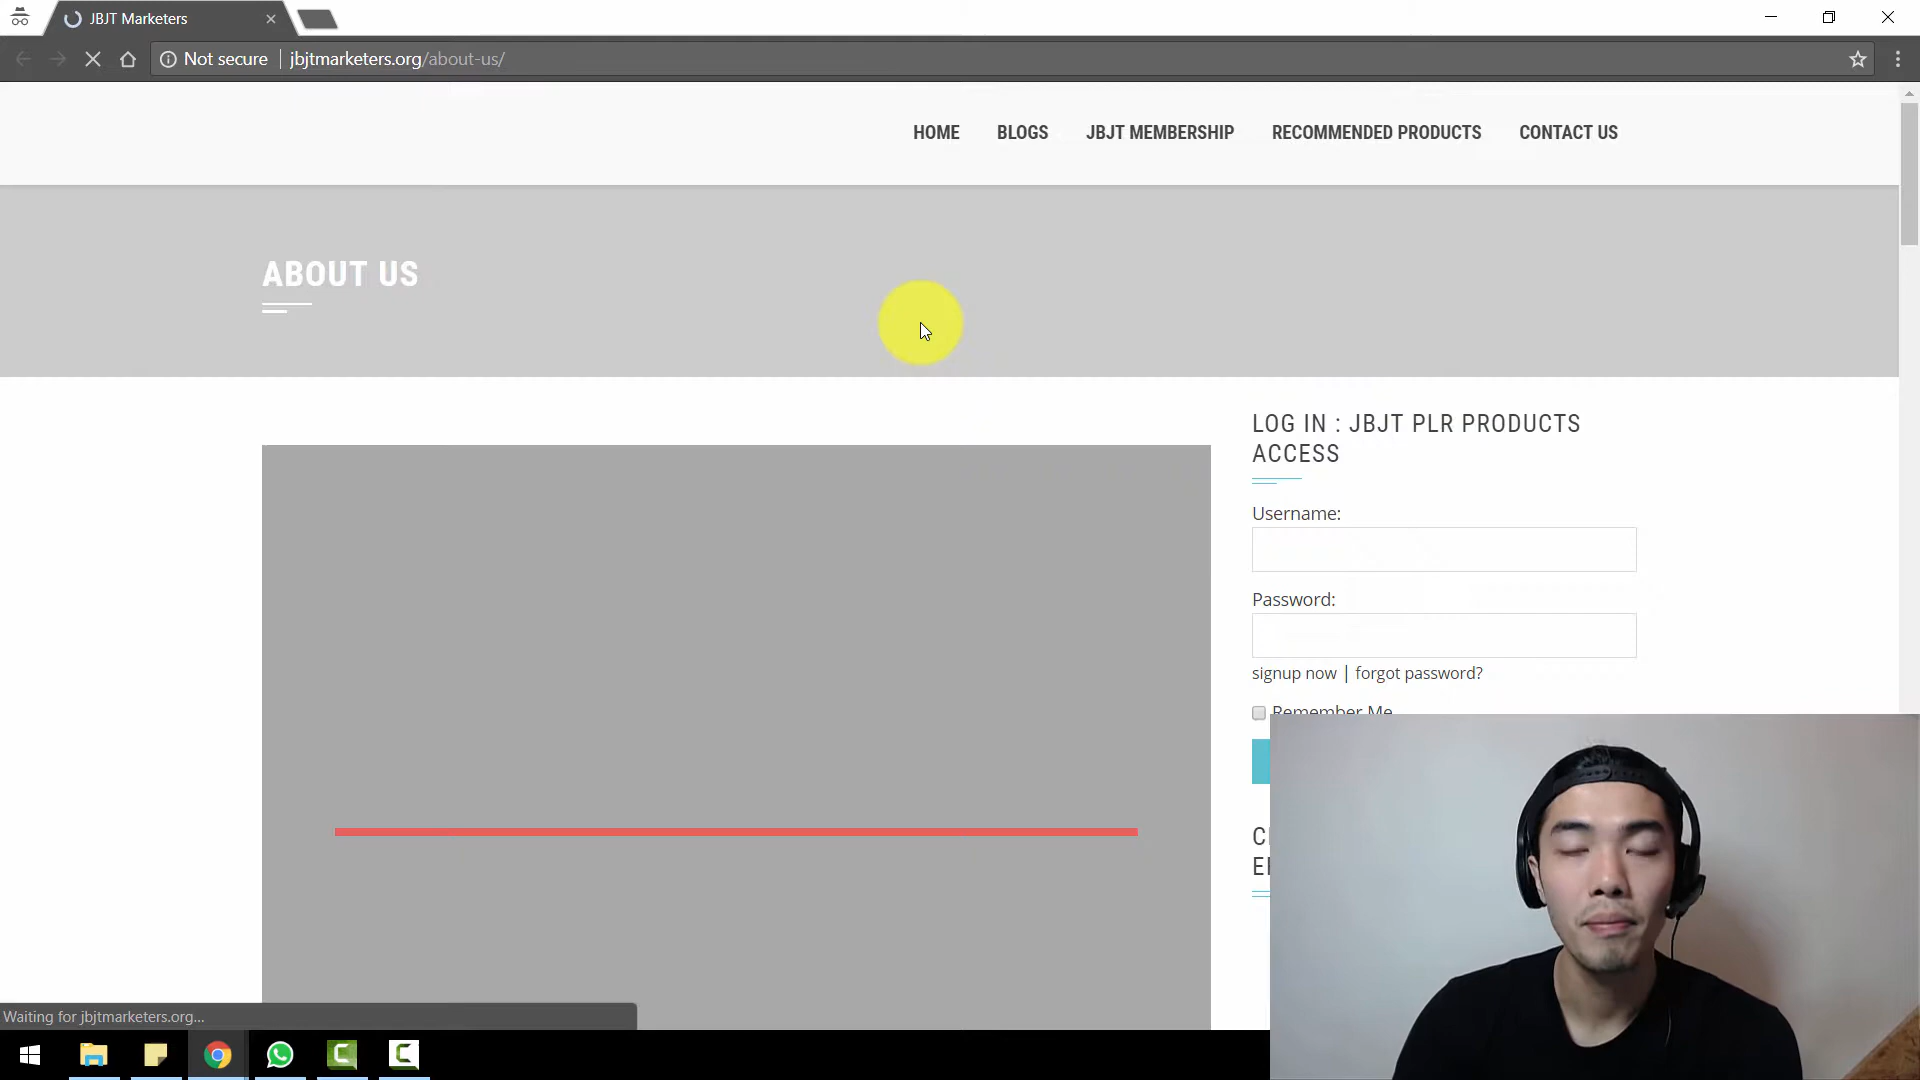 JBJT Marketers
Not secure
jbjtmarketers.org/about-us/
HOME
BLOGS
JBJT MEMBERSHIP
RECOMMENDED PRODUCTS
CONTACT US
ABOUT US
LOG IN : JBJT PLR PRODUCTS
ACCESS
Username:
Password:
signup now | forgot password?
Remember Me
Waiting for jbjtmarketers.org...